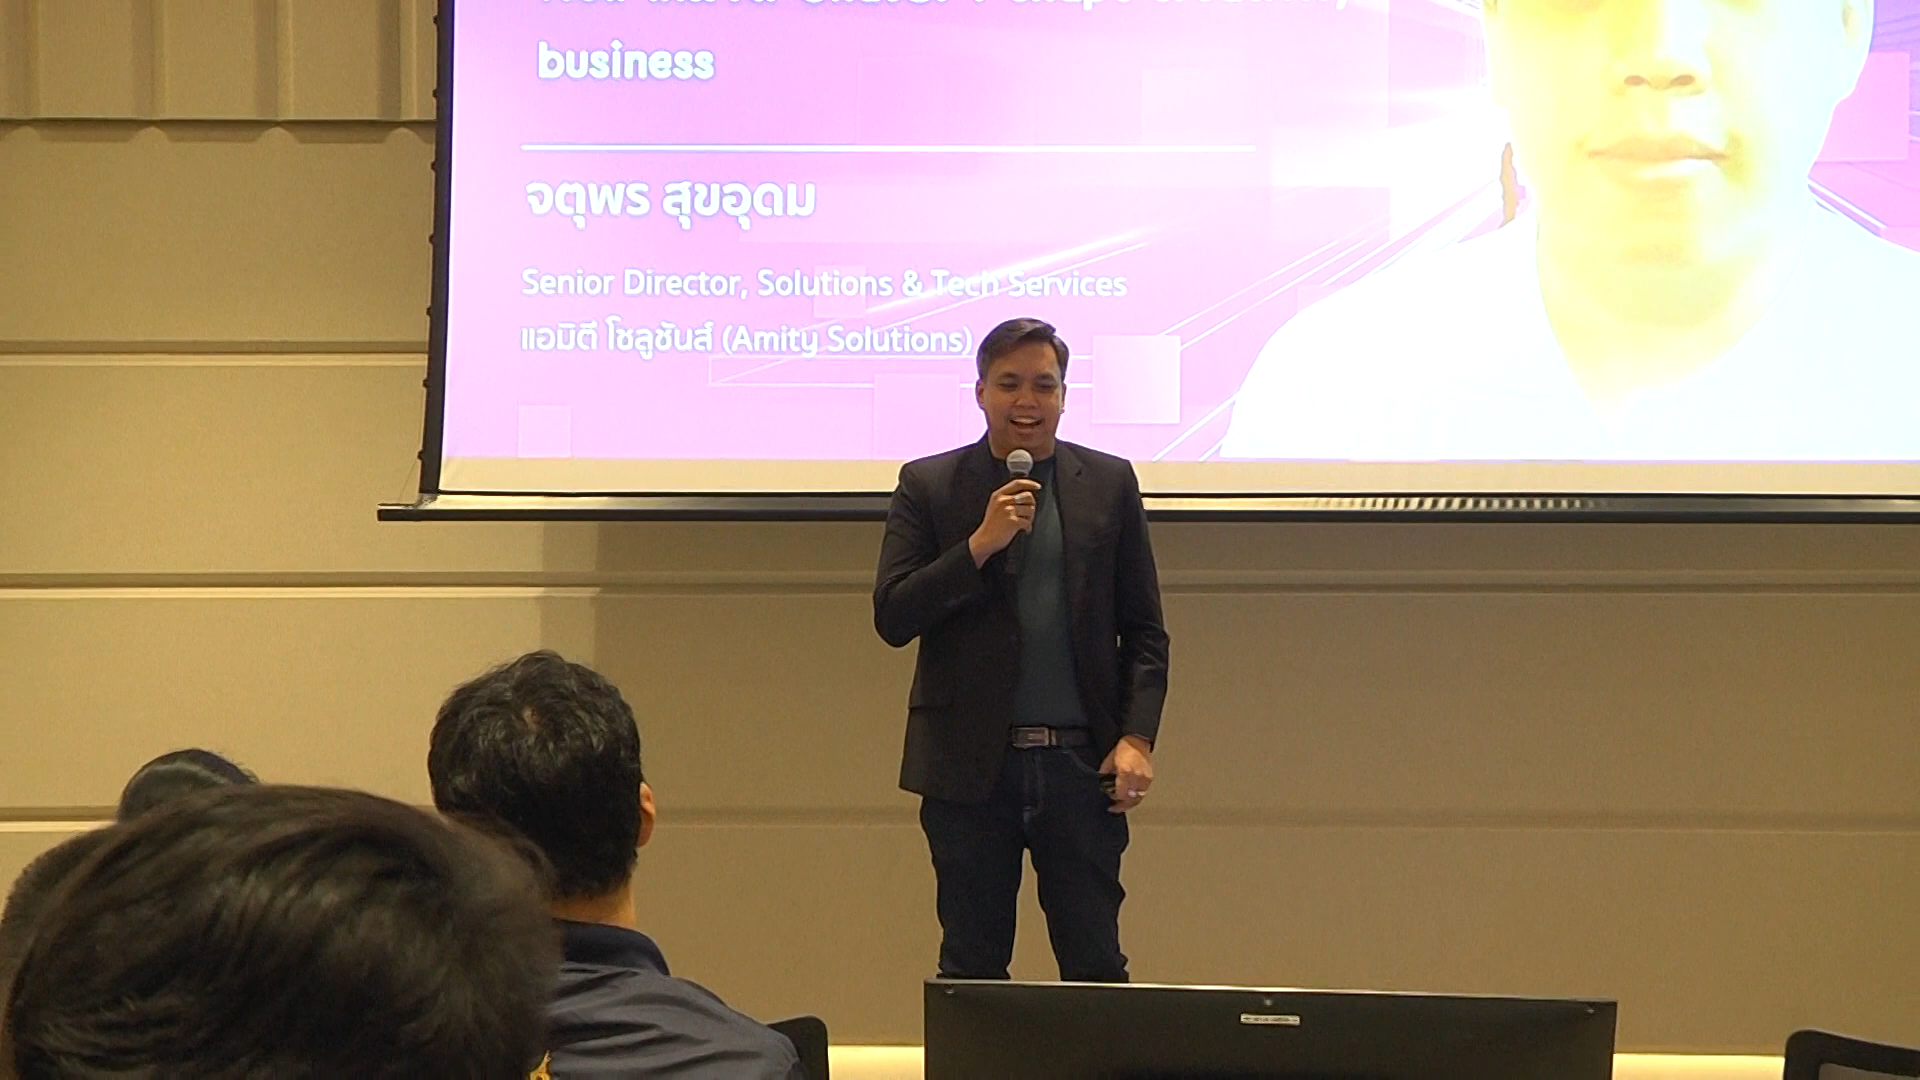 business
จตุพร สุขอุดม
Senior Director, Solutions & Tech Services
แอมิตี โซลูชันส์ (Amity Solutions)